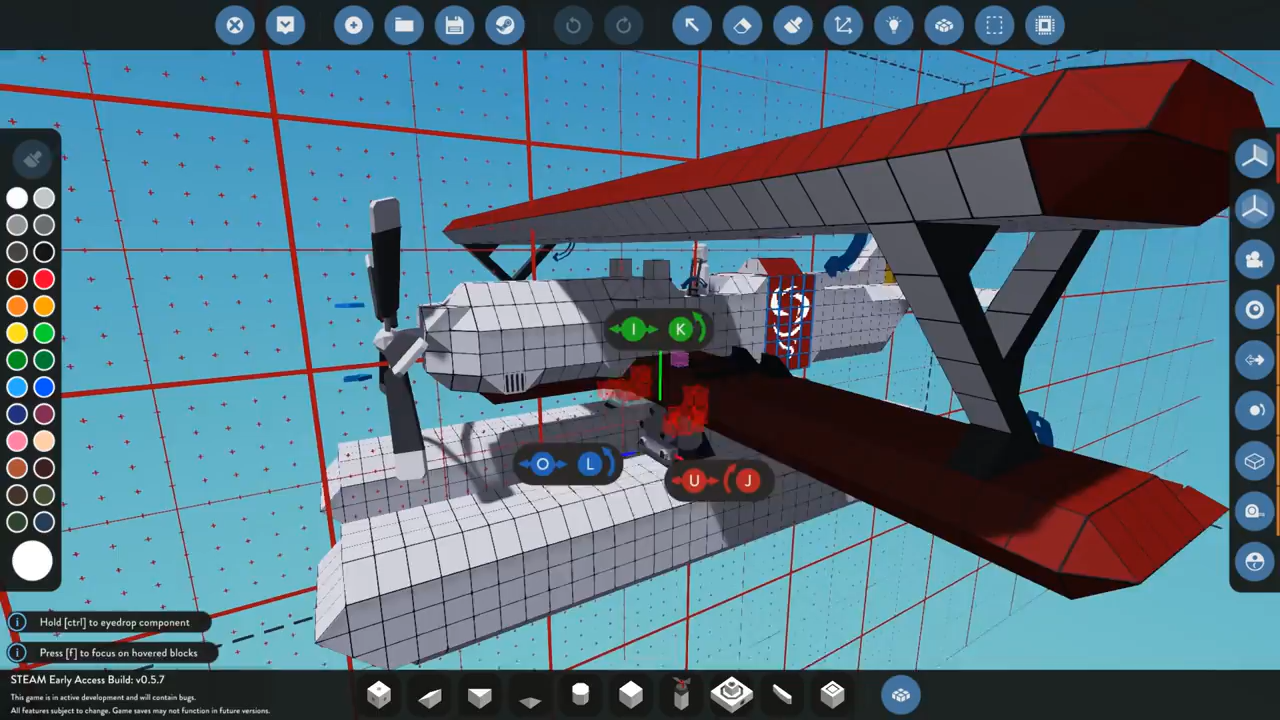 I K
O L
U J
Hold [ctrl] to eyedrop component
Press [f] to focus on hovered blocks
STEAM Early Access Build: v0.5.7
This game is in active development and will contain bugs.
All features subject to change. Game saves may not function in future versions.